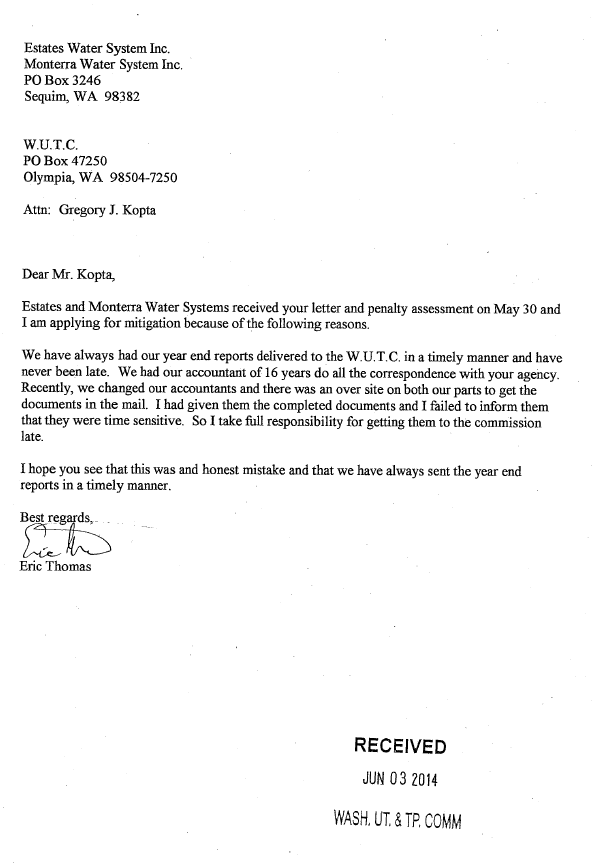 Estates Water System Inc.
Monterra Water System Inc.
PO Box 3246
Sequim, WA  98382
W.U.T.C.
PO Box 47250
Olympia, WA  98504-7250
Attn:  Gregory J. Kopta
Dear Mr. Kopta,
Estates and Monterra Water Systems received your letter and penalty assessment on May 30 and
I am applying for mitigation because of the following reasons.
We have always had our year end reports delivered to the W.U.T.C. in a timely manner and have
never been late.  We had our accountant of 16 years do all the correspondence with your agency.
Recently, we changed our accountants and there was an over site on both our parts to get the
documents in the mail.  I had given them the completed documents and I failed to inform them
that they were time sensitive.  So I take full responsibility for getting them to the commission
late.
I hope you see that this was and honest mistake and that we have always sent the year end
reports in a timely manner.
Best regards,
Eric Thomas
RECEIVED
JUN 03 2014
WASH. UT. & TP. COMM